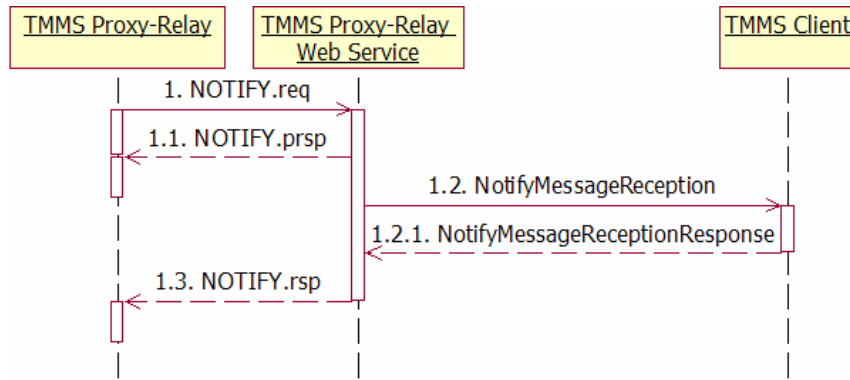 TMMS Proxy-Relay
TMMS Proxy-Relay
Web Service
TMMS Client
1. NOTIFY.req
1.1. NOTIFY.prsp
1.2. NotifyMessageReception
1.2.1. NotifyMessageReceptionResponse
1.3. NOTIFY.rsp